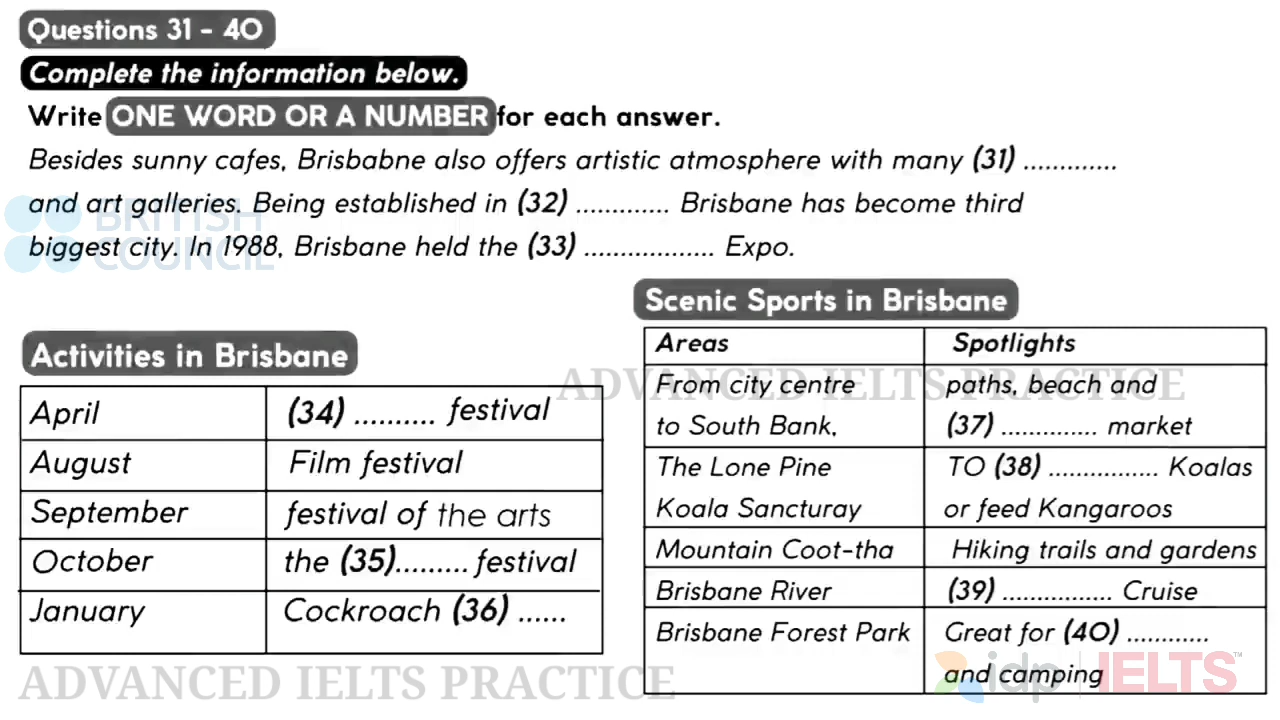 Questions 31 - 40
Complete the information below.
Write ONE WORD OR A NUMBER for each answer.
Besides sunny cafes, Brisbabne also offers artistic atmosphere with many (31) .............
and art galleries. Being established in (32) ............. Brisbane has become third
biggest city. In 1988, Brisbane held the (33) .................. Expo.
BRITISH
COUNCIL
Activities in Brisbane
April (34) .......... festival
August Film festival
September festival of the arts
October the (35)......... festival
January Cockroach (36) ......
Scenic Sports in Brisbane
Areas Spotlights
From city centre paths, beach and
to South Bank, (37) ............. market
The Lone Pine TO (38) ............... Koalas
Koala Sancturay or feed Kangaroos
Mountain Coot-tha Hiking trails and gardens
Brisbane River (39) ............... Cruise
Brisbane Forest Park Great for (40) ...........
and camping
ADVANCED IELTS PRACTICE
ADVANCED IELTS PRACTICE
idp IELTS™